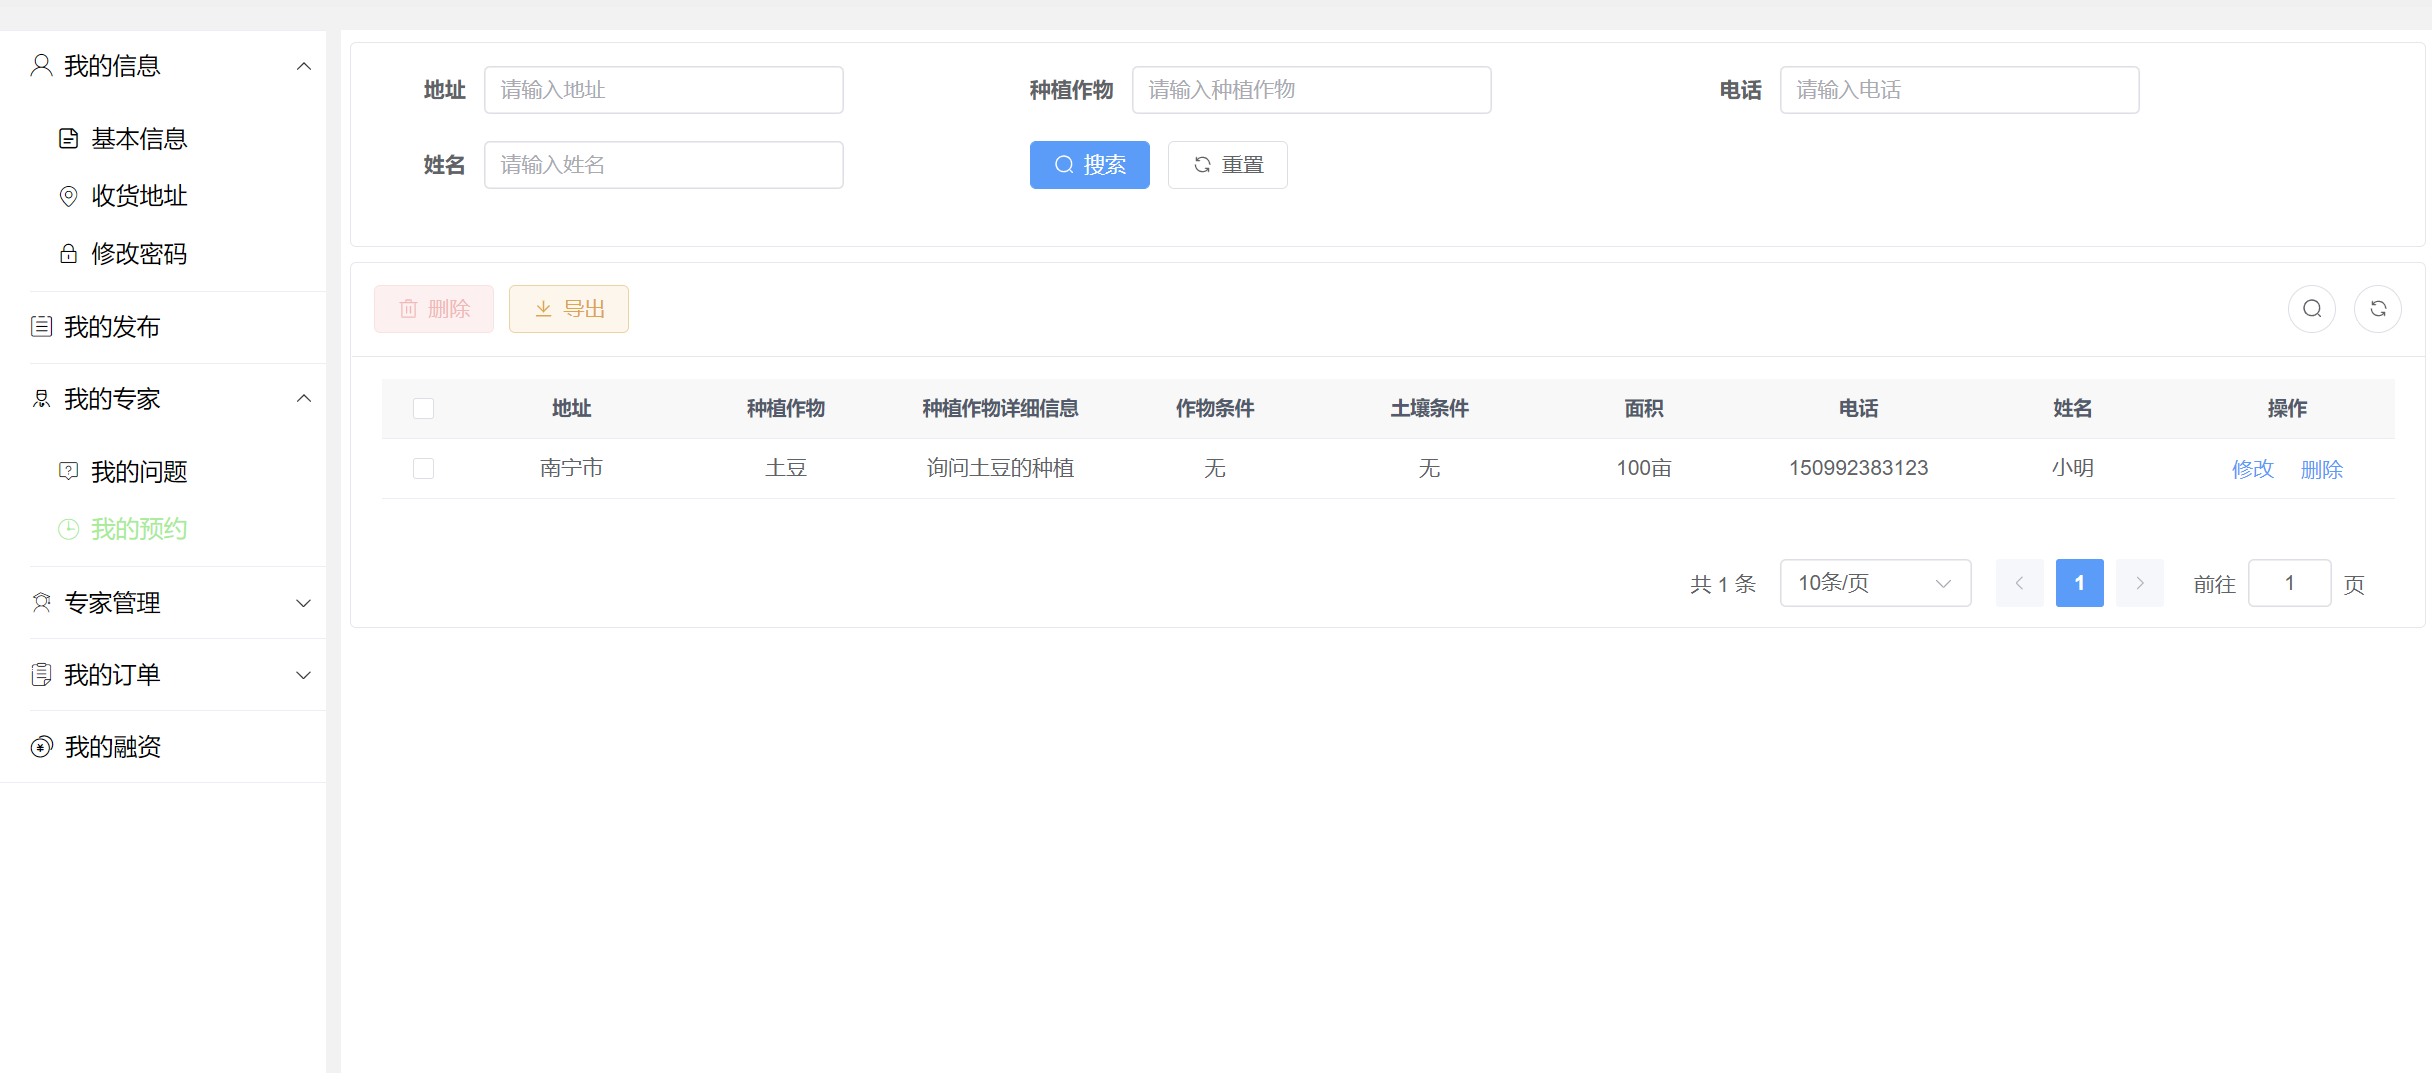 我的信息
基本信息
收货地址
修改密码
我的发布
我的专家
我的问题
我的预约
专家管理
我的订单
我的融资
地址 请输入地址 种植作物 请输入种植作物 电话 请输入电话
姓名 请输入姓名 搜索 重置
删除 导出
地址 种植作物 种植作物详细信息 作物条件 土壤条件 面积 电话 姓名 操作
南宁市 土豆 询问土豆的种植 无 无 100亩 150992383123 小明 修改 删除
共 1 条 10条/页 1 前往 1 页